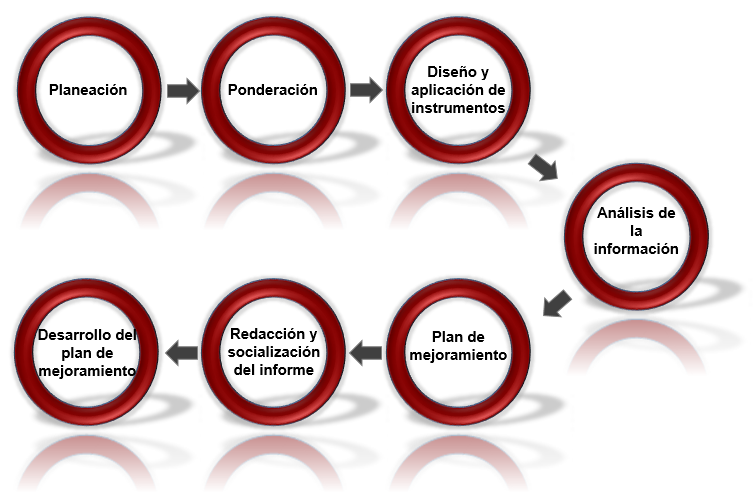 Planeación
Ponderación
Diseño y
aplicación de
instrumentos
Análisis de
la
información
Plan de
mejoramiento
Redacción y
socialización
del informe
Desarrollo del
plan de
mejoramiento